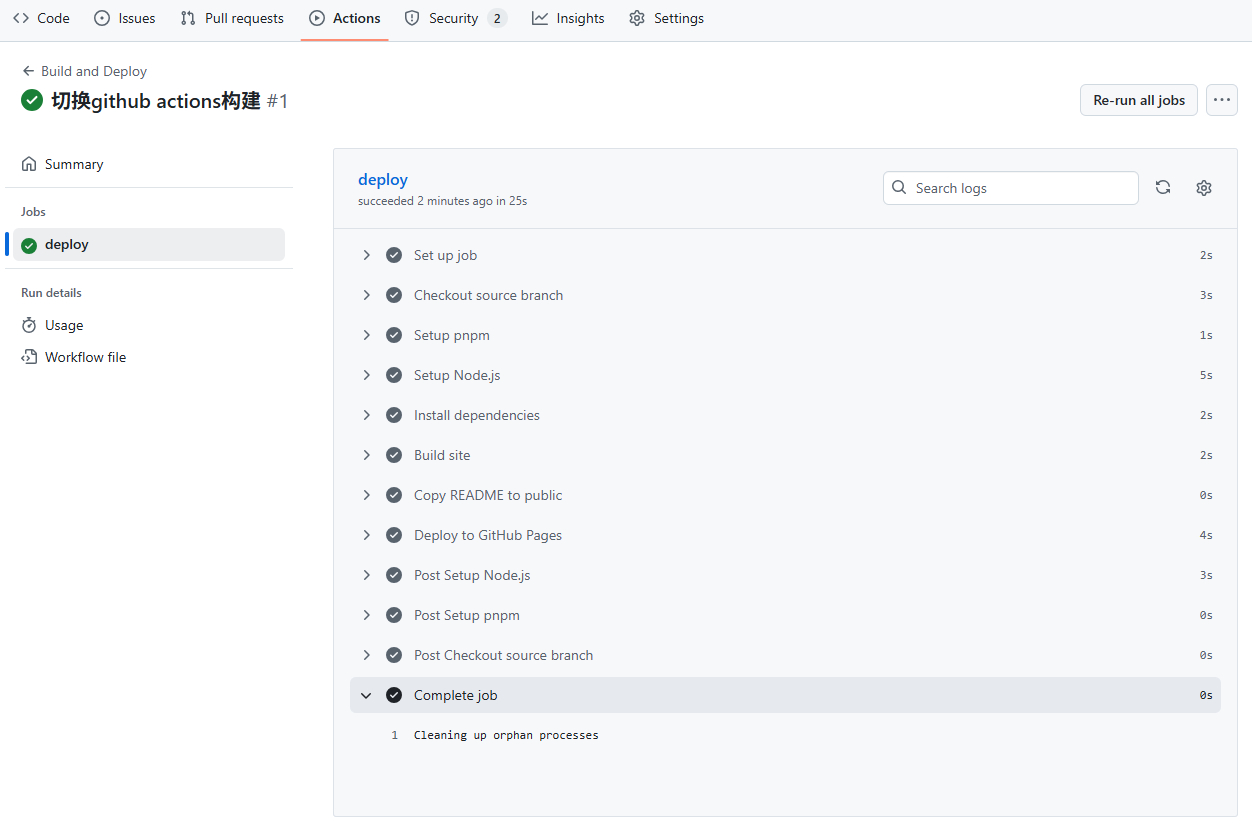 Code Issues Pull requests Actions Security 2 Insights Settings
Build and Deploy
切换github actions构建 #1
Re-run all jobs
Summary
Jobs
deploy
Run details
Usage
Workflow file
deploy
succeeded 2 minutes ago in 25s
Search logs
Set up job 2s
Checkout source branch 3s
Setup pnpm 1s
Setup Node.js 5s
Install dependencies 2s
Build site 2s
Copy README to public 0s
Deploy to GitHub Pages 4s
Post Setup Node.js 3s
Post Setup pnpm 0s
Post Checkout source branch 0s
Complete job 0s
1 Cleaning up orphan processes